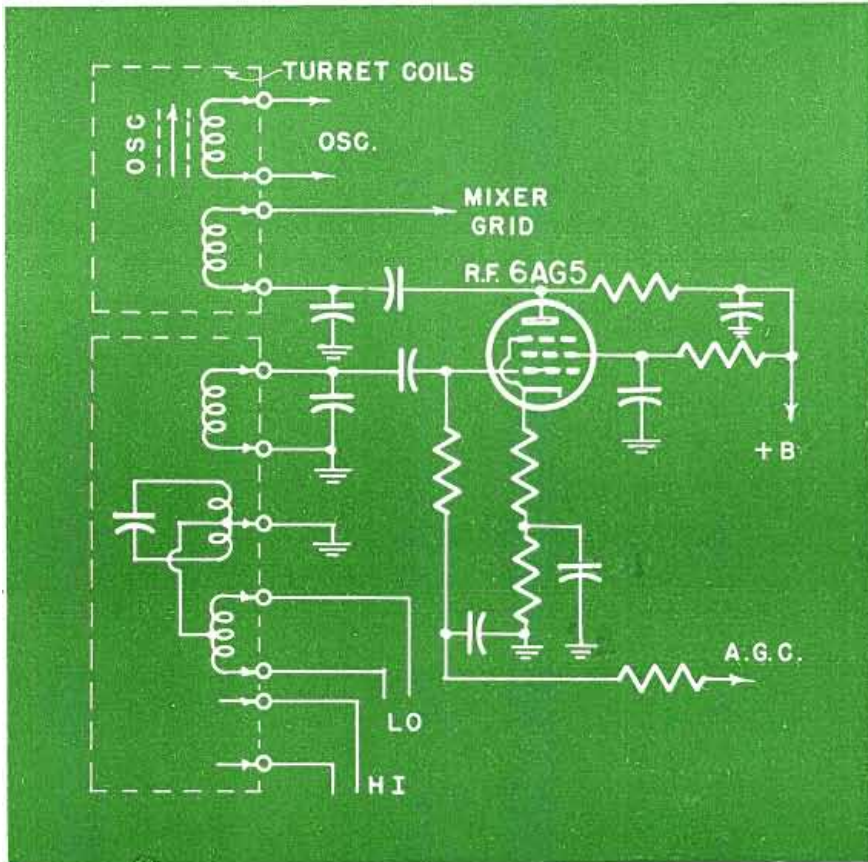 TURRET COILS
OSC
OSC.
MIXER
GRID
R.F. 6AG5
+B
A.G.C.
LO
HI